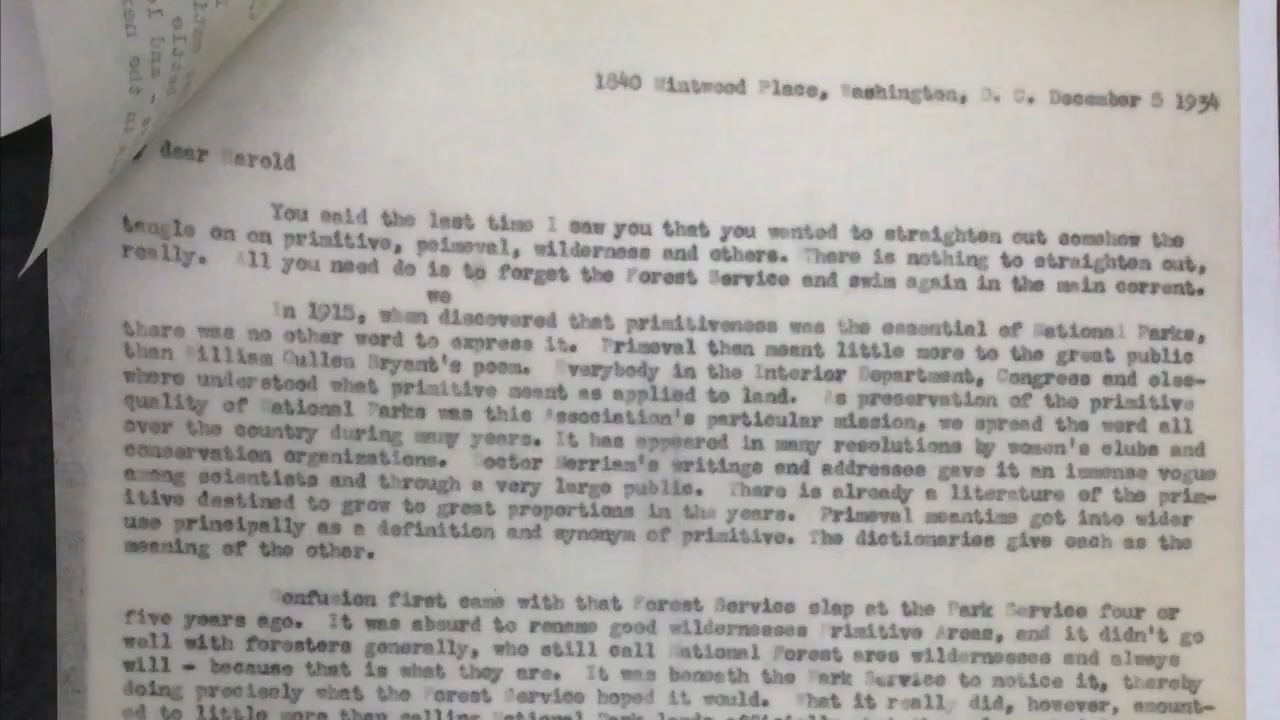 1840 Mintwood Place, Washington, D. C. December 5 1934
dear Harold
You said the last time I saw you that you wanted to straighten out somehow the
tangle on on primitive, peimeval, wilderness and others. There is nothing to straighten out,
really. All you need do is to forget the Forest Service and swim again in the main corrent.
we
In 1915, when discovered that primitiveness was the essential of National Parks,
there was no other word to express it. Primeval then meant little more to the great public
than William Cullen Bryant's poem. Everybody in the Interior Department, Congress and else-
where understood what primitive meant as applied to land. As preservation of the primitive
quality of National Parks was this Association's particular mission, we spread the word all
over the country during many years. It has appeared in many resolutions by women's clubs and
conservation organizations. Doctor Merriam's writings and addresses gave it an immense vogue
among scientists and through a very large public. There is already a literature of the prim-
itive destined to grow to great proportions in the years. Primeval meantime got into wider
use principally as a definition and synonym of primitive. The dictionaries give each as the
meaning of the other.
Confusion first came with that Forest Service slap at the Park Service four or
five years ago. It was absurd to rename good wildernesses Primitive Areas, and it didn't go
well with foresters generally, who still call National Forest ares wildernesses and always
will - because that is what they are. It was beneath the Park Service to notice it, thereby
doing precisely what the Forest Service hoped it would. What it really did, however, amount-
ed to little more than calling National Park lands officially